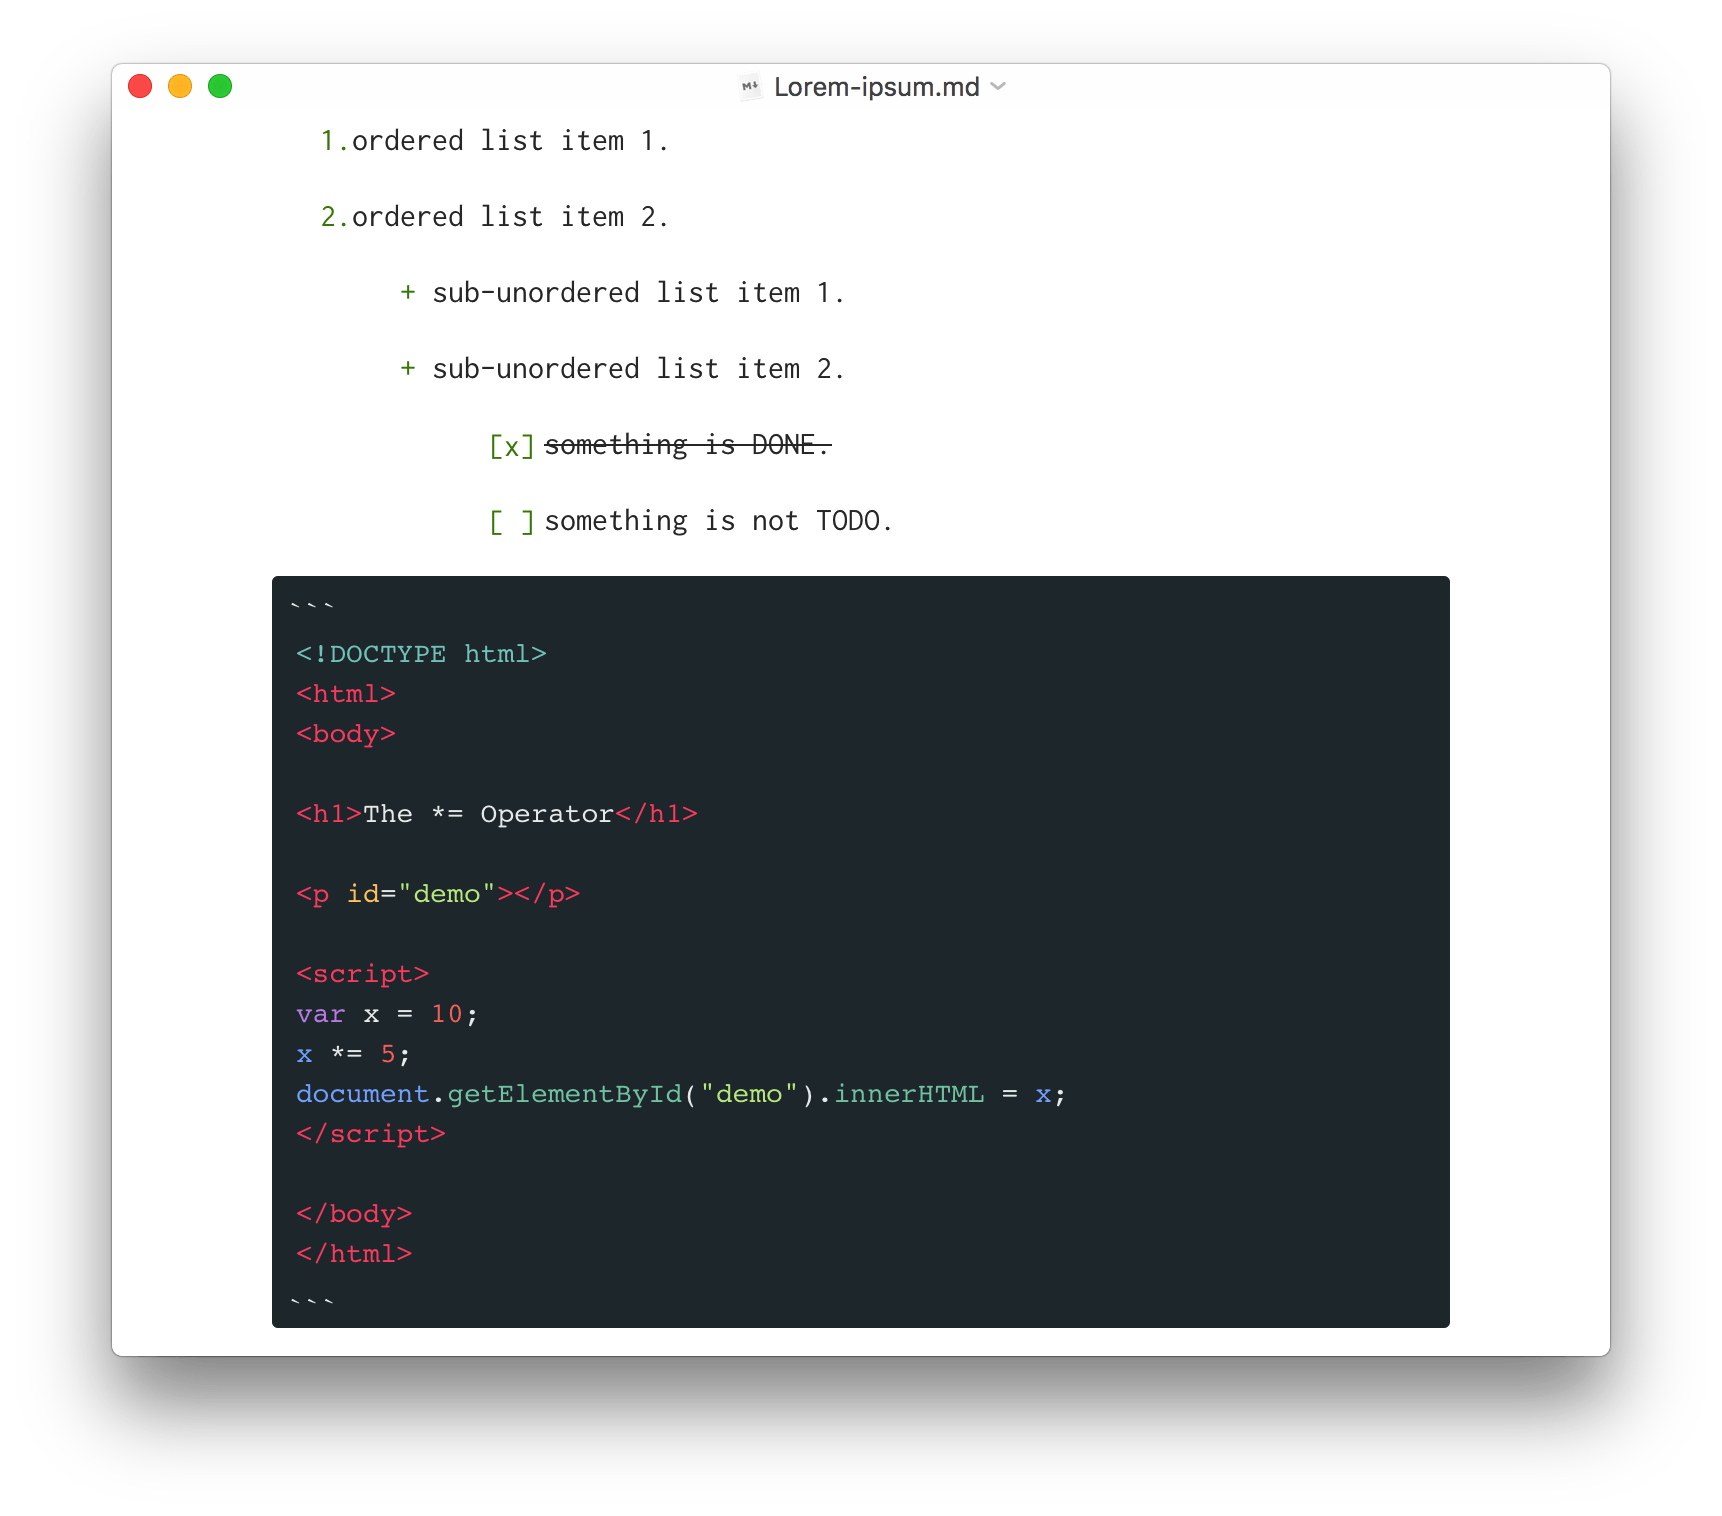 M↓ Lorem-ipsum.md
1.ordered list item 1.
2.ordered list item 2.
+ sub-unordered list item 1.
+ sub-unordered list item 2.
[x] something is DONE.
[ ] something is not TODO.
```
<!DOCTYPE html>
<html>
<body>
<h1>The *= Operator</h1>
<p id="demo"></p>
<script>
var x = 10;
x *= 5;
document.getElementById("demo").innerHTML = x;
</script>
</body>
</html>
```